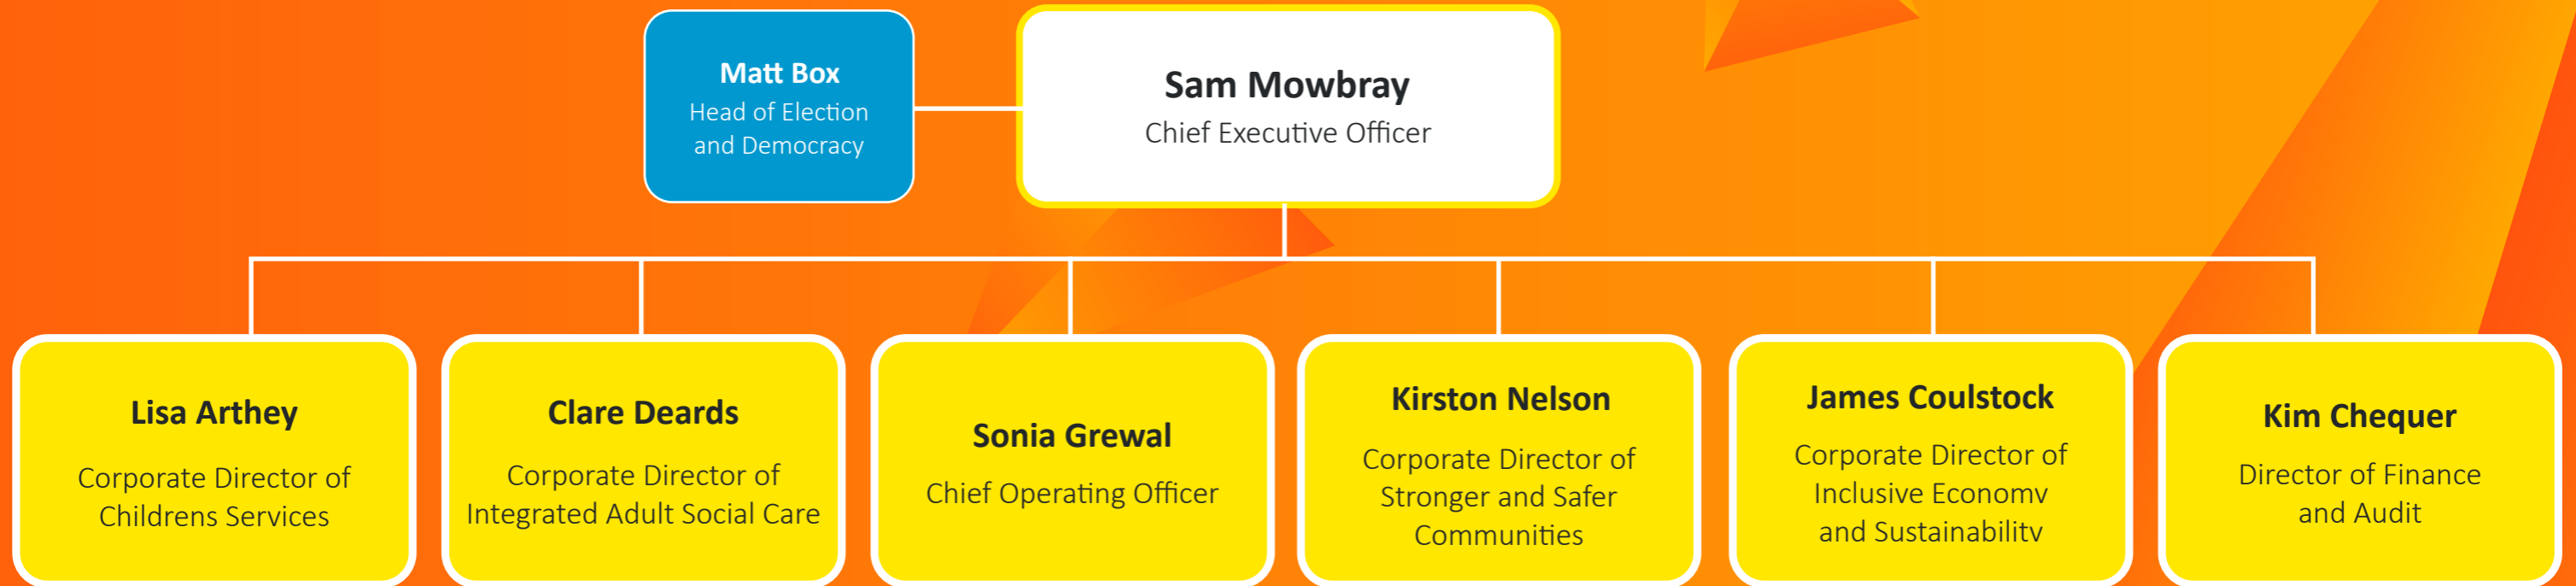 Matt Box
Head of Election
and Democracy
Sam Mowbray
Chief Executive Officer
Lisa Arthey
Corporate Director of
Childrens Services
Clare Deards
Corporate Director of
Integrated Adult Social Care
Sonia Grewal
Chief Operating Officer
Kirston Nelson
Corporate Director of
Stronger and Safer
Communities
James Coulstock
Corporate Director of
Inclusive Economy
and Sustainability
Kim Chequer
Director of Finance
and Audit